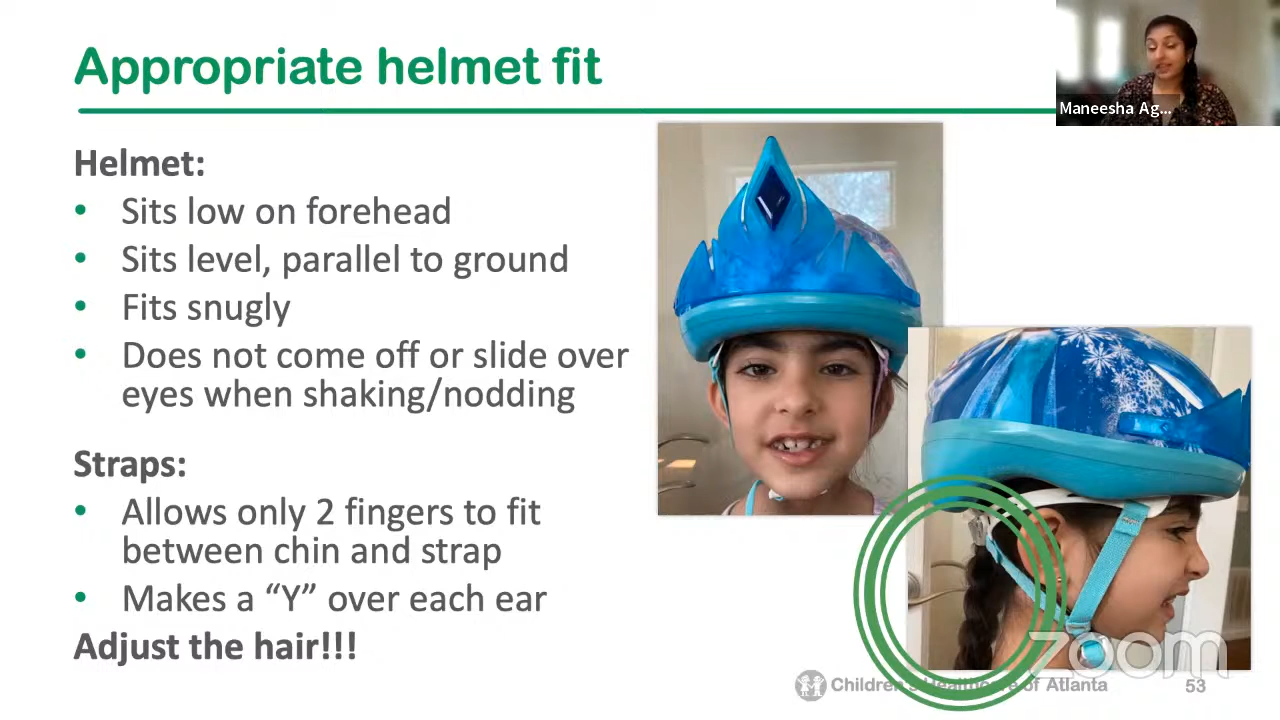 Appropriate helmet fit
Maneesha Ag...
Helmet:
• Sits low on forehead
• Sits level, parallel to ground
• Fits snugly
• Does not come off or slide over
eyes when shaking/nodding
Straps:
• Allows only 2 fingers to fit
between chin and strap
• Makes a “Y” over each ear
Adjust the hair!!!
zoom
Children's Healthcare of Atlanta
53